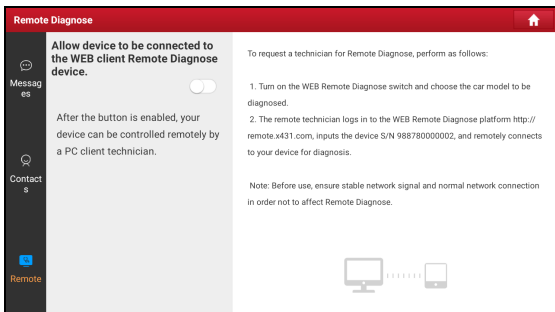 Remote Diagnose
Messag
es
Contact
s
Remote
Allow device to be connected to
the WEB client Remote Diagnose
device.
After the button is enabled, your
device can be controlled remotely by
a PC client technician.
To request a technician for Remote Diagnose, perform as follows:
1. Turn on the WEB Remote Diagnose switch and choose the car model to be
diagnosed.
2. The remote technician logs in to the WEB Remote Diagnose platform http://
remote.x431.com, inputs the device S/N 988780000002, and remotely connects
to your device for diagnosis.
Note: Before use, ensure stable network signal and normal network connection
in order not to affect Remote Diagnose.